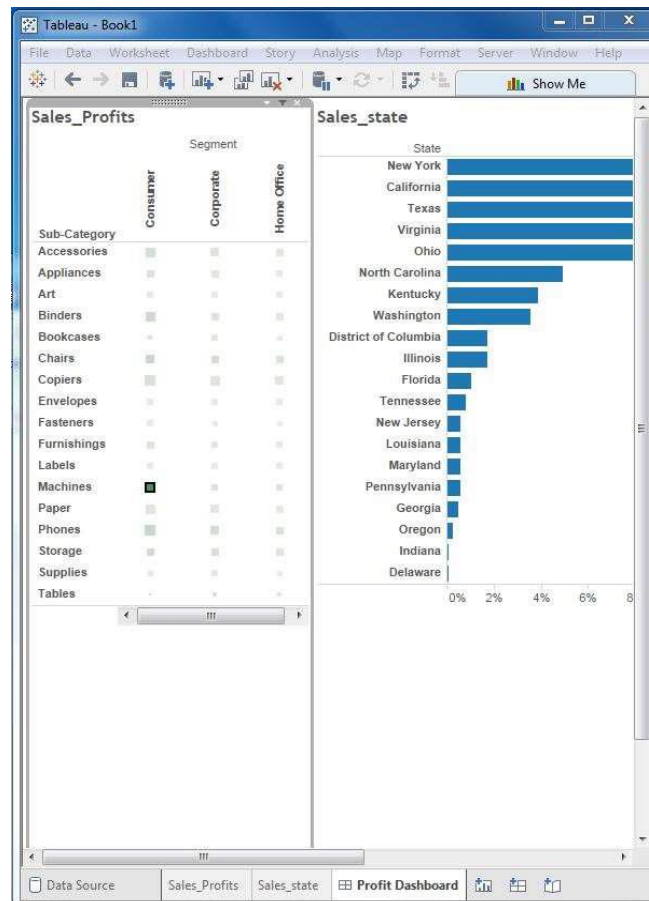 Tableau - Book1
File Data Worksheet Dashboard Story Analysis Map Format Server Window Help
Show Me
Sales_Profits
Segment
Sub-Category Consumer Corporate Home Office
Accessories
Appliances
Art
Binders
Bookcases
Chairs
Copiers
Envelopes
Fasteners
Furnishings
Labels
Machines
Paper
Phones
Storage
Supplies
Tables
Sales_state
State
New York
California
Texas
Virginia
Ohio
North Carolina
Kentucky
Washington
District of Columbia
Illinois
Florida
Tennessee
New Jersey
Louisiana
Maryland
Pennsylvania
Georgia
Oregon
Indiana
Delaware
0% 2% 4% 6% 8
Data Source Sales_Profits Sales_state Profit Dashboard